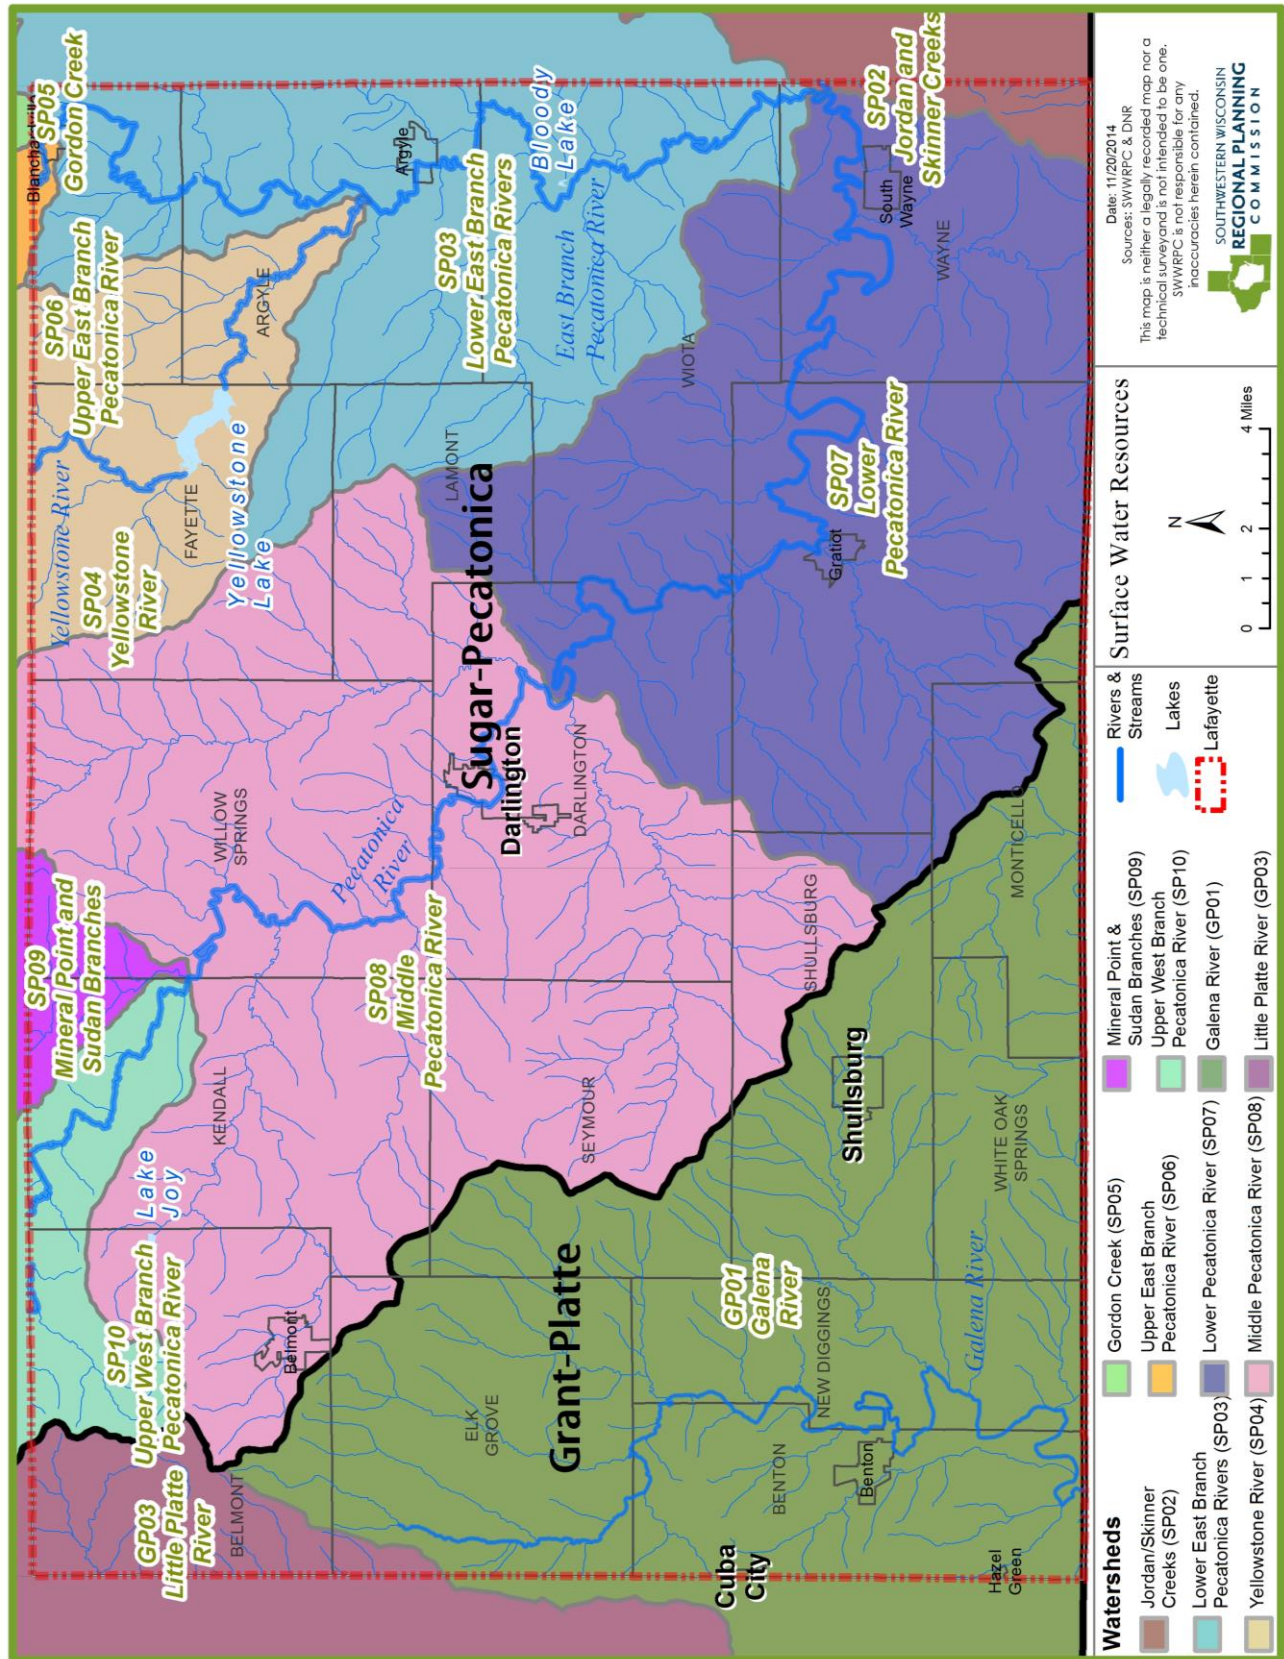 SP05
Gordon Creek
SP06
Upper East Branch
Pecatonica River
Yellowstone River
SP04
Yellowstone
River
SP09
Mineral Point and
Sudan Branches
SP10
Upper West Branch
Pecatonica River
GP03
Little Platte
River
BELMONT
Belmont
Lake
Joy
KENDALL
WILLOW
SPRINGS
FAYETTE
Yellowstone
Lake
ARGYLE
Argyle
Pecatonica
River
SP08
Middle
Pecatonica River
SP03
Lower East Branch
Pecatonica Rivers
LAMONT
Sugar-Pecatonica
Darlington
DARLINGTON
Bloody
Lake
East Branch
Pecatonica River
ELK
GROVE
Grant-Platte
SEYMOUR
WIOTA
Cuba
City
BENTON
GP01
Galena
River
NEW DIGGINGS
SHULLSBURG
Shullsburg
Benton
Gratiot
SP07
Lower
Pecatonica River
SP02
Jordan and
Skinner Creeks
South
Wayne
WAYNE
Galena River
Hazel
Green
WHITE OAK
SPRINGS
MONTICELLO
Watersheds
Jordan/Skinner
Creeks (SP02)
Lower East Branch
Pecatonica Rivers (SP03)
Yellowstone River (SP04)
Gordon Creek (SP05)
Upper East Branch
Pecatonica River (SP06)
Lower Pecatonica River (SP07)
Middle Pecatonica River (SP08)
Mineral Point &
Sudan Branches (SP09)
Upper West Branch
Pecatonica River (SP10)
Galena River (GP01)
Little Platte River (GP03)
Rivers &
Streams
Lakes
Lafayette
Surface Water Resources
N
0 1 2 4 Miles
Date: 11/20/2014
Sources: SWWRPC & DNR
This map is neither a legally recorded map nor a
technical survey and is not intended to be one.
SWWRPC is not responsible for any
inaccuracies herein contained.
SOUTHWESTERN WISCONSIN
REGIONAL PLANNING
COMMISSION